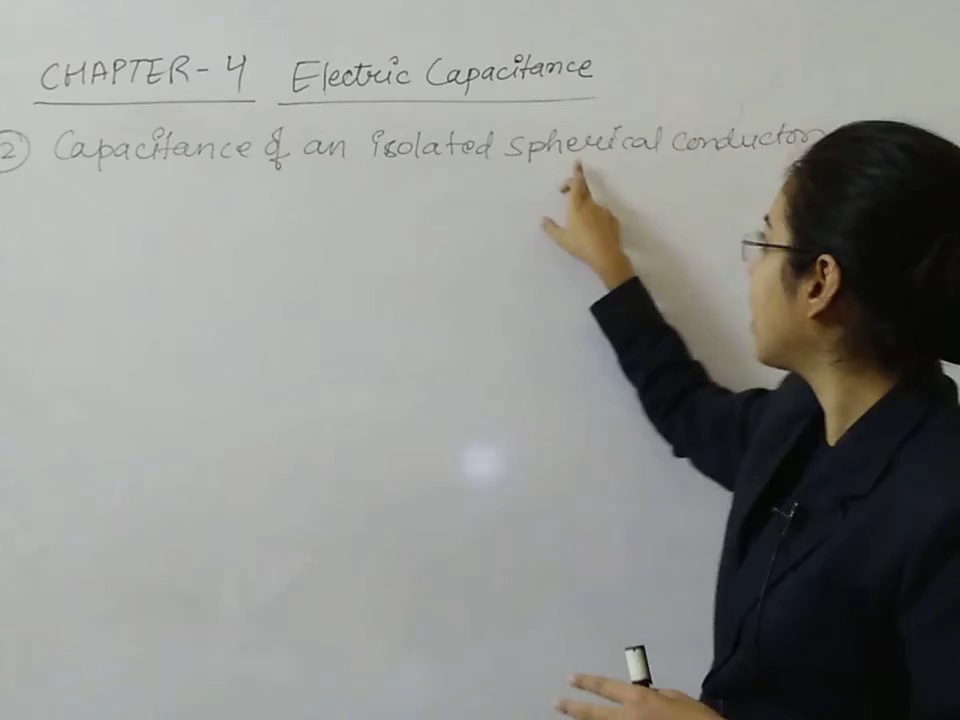 CHAPTER-4 Electric Capacitance
2) Capacitance of an isolated spherical conductor